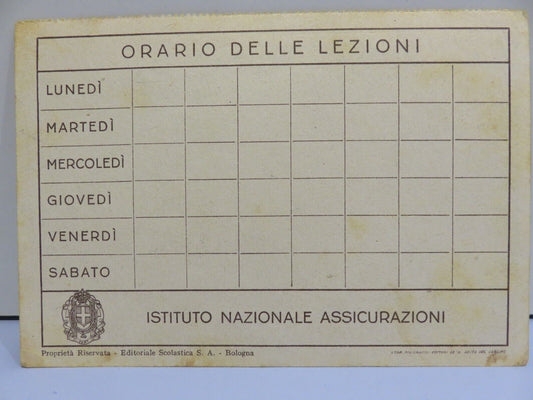 ORARIO DELLE LEZIONI
LUNEDÌ
MARTEDÌ
MERCOLEDÌ
GIOVEDÌ
VENERDÌ
SABATO
ISTITUTO NAZIONALE ASSICURAZIONI
Proprietà Riservata - Editoriale Scolastica S. A. - Bologna